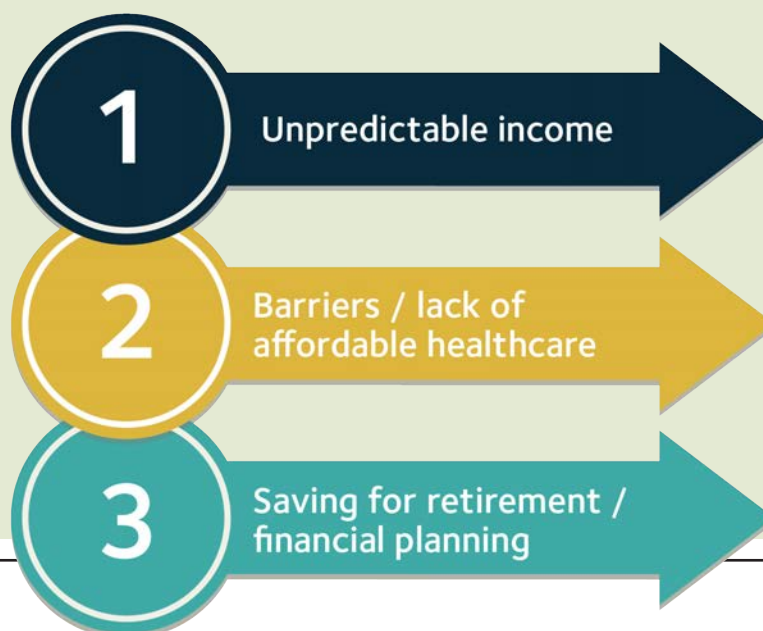 1
Unpredictable income
2
Barriers / lack of
affordable healthcare
3
Saving for retirement /
financial planning